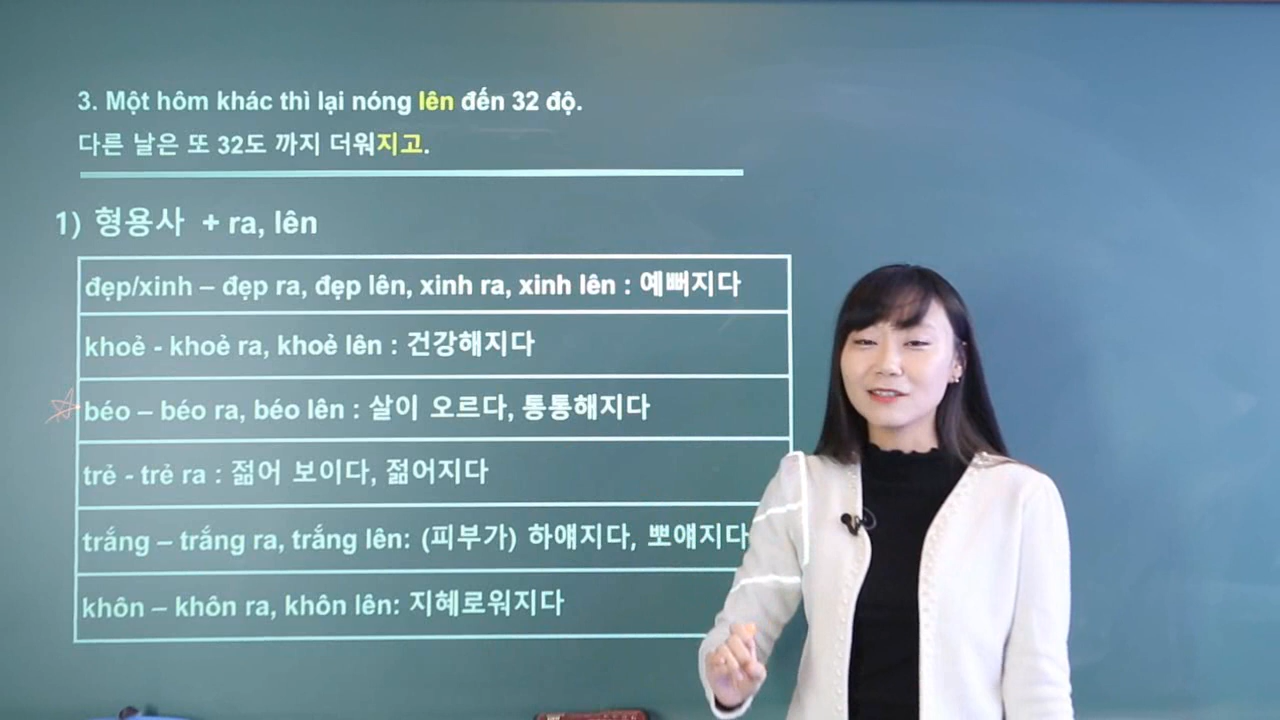 3. Một hôm khác thì lại nóng lên đến 32 độ.
다른 날은 또 32도 까지 더워지고.
1) 형용사 + ra, lên
đẹp/xinh – đẹp ra, đẹp lên, xinh ra, xinh lên : 예뻐지다
khoẻ - khoẻ ra, khoẻ lên : 건강해지다
béo – béo ra, béo lên : 살이 오르다, 통통해지다
trẻ - trẻ ra : 젊어 보이다, 젊어지다
trắng – trắng ra, trắng lên: (피부가) 하얘지다, 뽀얘지다
khôn – khôn ra, khôn lên: 지혜로워지다